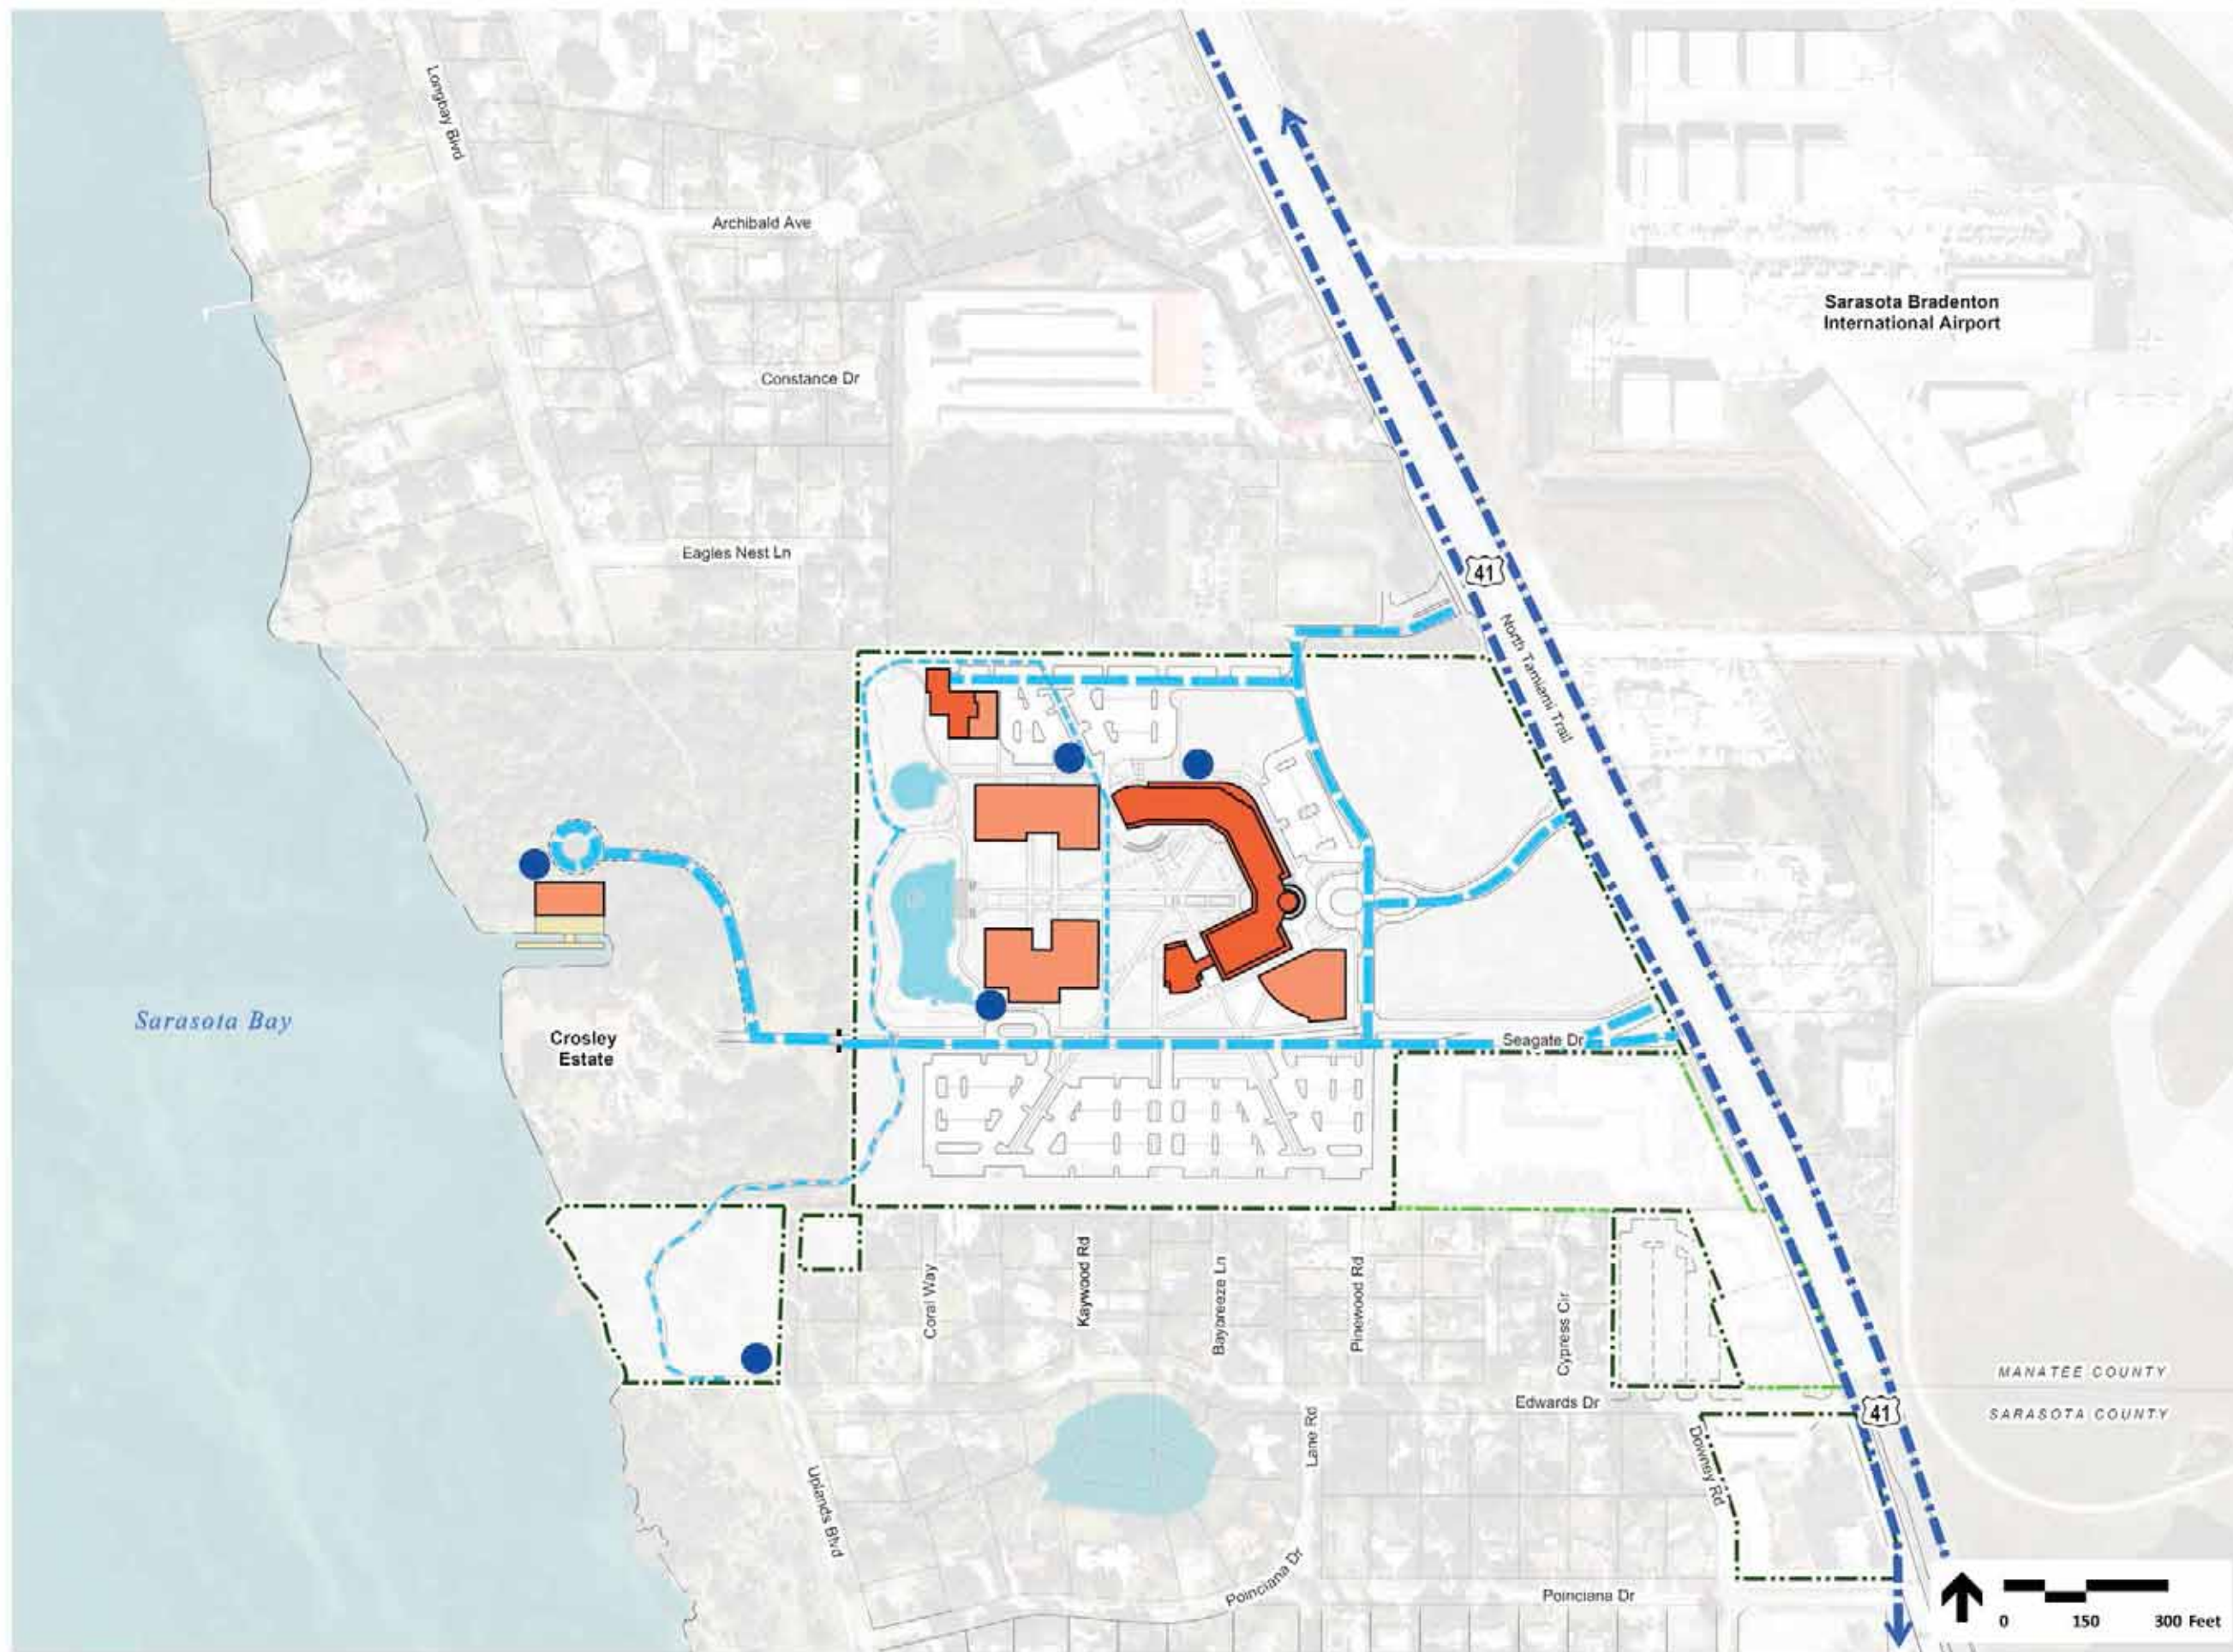 Longbay Blvd
Archibald Ave
Sarasota Bradenton
International Airport
Constance Dr
Eagles Nest Ln
41
North Tamiami Trail
Sarasota Bay
Crosley
Estate
Seagate Dr
Coral Way
Kaywood Rd
Baybreeze Ln
Pinewood Rd
Cypress Cir
MANATEE COUNTY
Edwards Dr
41
SARASOTA COUNTY
Lane Rd
Downey Rd
Uplands Blvd
Poinciana Dr
Poinciana Dr
0 150 300 Feet